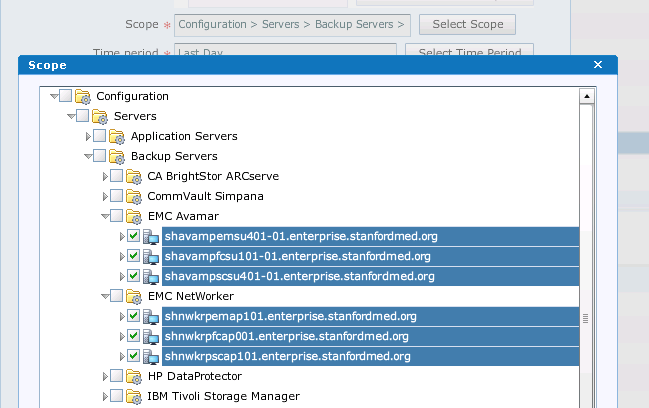 Scope * Configuration > Servers > Backup Servers > Select Scope
Time period * Last Day Select Time Period
Scope
Configuration
Servers
Application Servers
Backup Servers
CA BrightStor ARCserve
CommVault Simpana
EMC Avamar
shavampemsu401-01.enterprise.stanfordmed.org
shavampfcsu101-01.enterprise.stanfordmed.org
shavampscsu401-01.enterprise.stanfordmed.org
EMC NetWorker
shnwkrpemap101.enterprise.stanfordmed.org
shnwkrpfcap001.enterprise.stanfordmed.org
shnwkrpscap101.enterprise.stanfordmed.org
HP DataProtector
IBM Tivoli Storage Manager